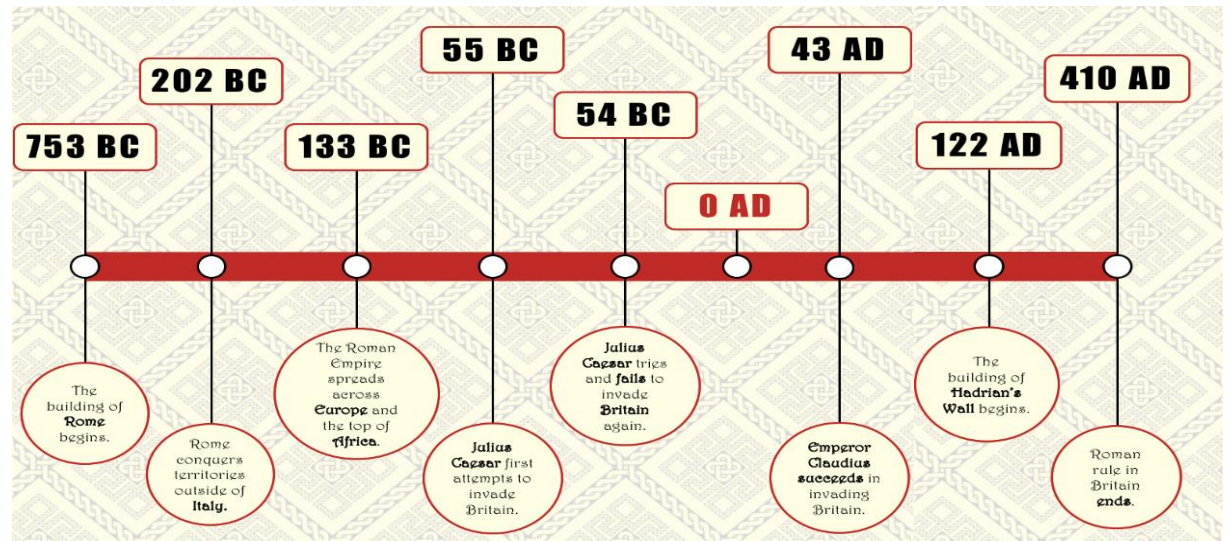 753 BC
The
building of
Rome
begins.
202 BC
Rome
conquers
territories
outside of
Italy.
133 BC
The Roman
Empire
spreads
across
Europe and
the top of
Africa.
55 BC
Julius
Caesar first
attempts to
invade
Britain.
54 BC
Julius
Caesar tries
and fails to
invade
Britain
again.
0 AD
43 AD
Emperor
Claudius
succeeds in
invading
Britain.
122 AD
The
building of
Hadrian's
Wall begins.
410 AD
Roman
rule in
Britain
ends.